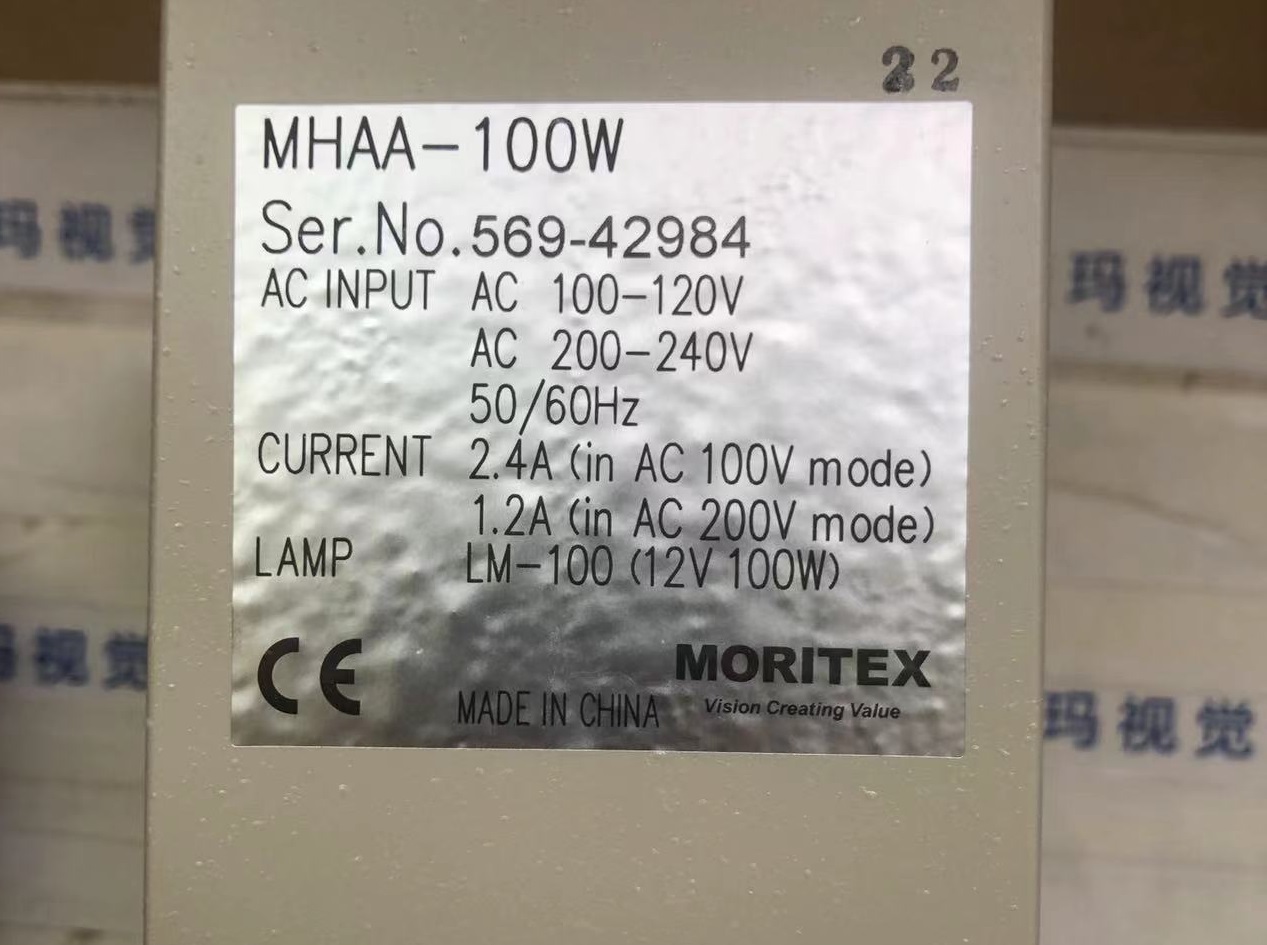 22
MHAA-100W
Ser.No.569-42984
AC INPUT AC 100-120V
AC 200-240V
50/60Hz
CURRENT 2.4A (in AC 100V mode)
1.2A (in AC 200V mode)
LAMP LM-100 (12V 100W)
CE
MADE IN CHINA
MORITEX
Vision Creating Value
玛视觉
玛视觉
视觉
玛视觉